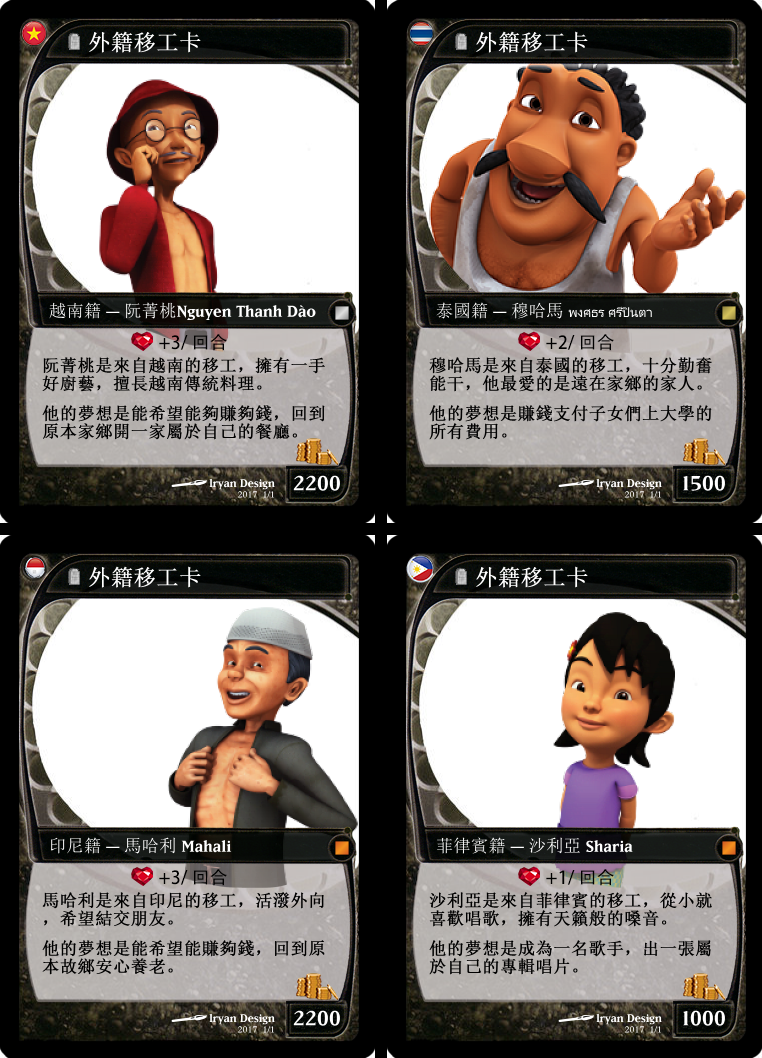 外籍移工卡
越南籍 — 阮菁桃Nguyen Thanh Dào
+3/ 回合
阮菁桃是來自越南的移工，擁有一手
好廚藝，擅長越南傳統料理。
他的夢想是能希望能夠賺夠錢，回到
原本家鄉開一家屬於自己的餐廳。
Iryan Design
2017 1/1
2200
外籍移工卡
泰國籍 — 穆哈馬 พงศธร ศรีปินตา
+2/ 回合
穆哈馬是來自泰國的移工，十分勤奮
能干，他最愛的是遠在家鄉的家人。
他的夢想是賺錢支付子女們上大學的
所有費用。
Iryan Design
2017 1/1
1500
外籍移工卡
印尼籍 — 馬哈利 Mahali
+3/ 回合
馬哈利是來自印尼的移工，活潑外向
，希望結交朋友。
他的夢想是能希望能賺夠錢，回到原
本故鄉安心養老。
Iryan Design
2017 1/1
2200
外籍移工卡
菲律賓籍 — 沙利亞 Sharia
+1/ 回合
沙利亞是來自菲律賓的移工，從小就
喜歡唱歌，擁有天籟般的嗓音。
他的夢想是成為一名歌手，出一張屬
於自己的專輯唱片。
Iryan Design
2017 1/1
1000